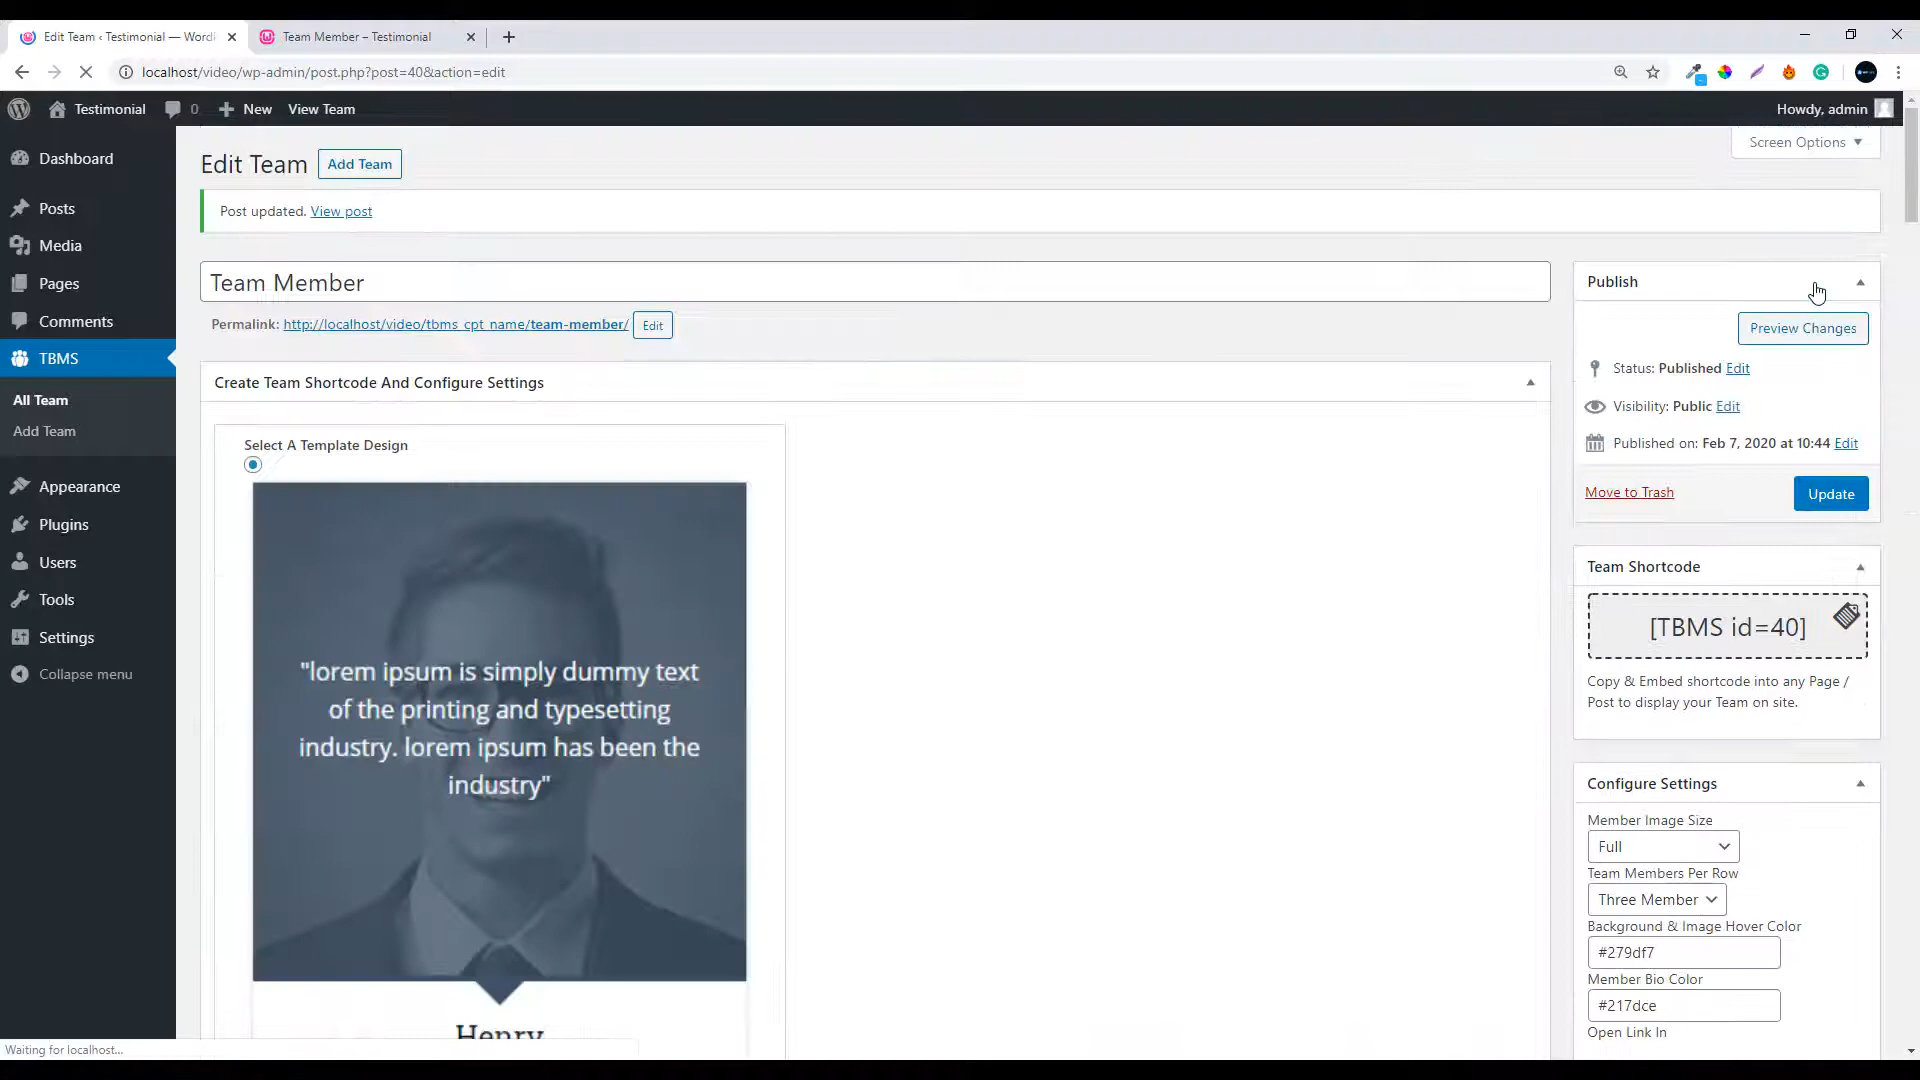 Edit Team ‹ Testimonial — Word
Team Member – Testimonial
localhost/video/wp-admin/post.php?post=40&action=edit
Testimonial
0
New
View Team
Howdy, admin
Dashboard
Posts
Media
Pages
Comments
TBMS
All Team
Add Team
Appearance
Plugins
Users
Tools
Settings
Collapse menu
Screen Options
Edit Team
Add Team
Post updated. View post
Team Member
Permalink: http://localhost/video/tbms_cpt_name/team-member/ Edit
Create Team Shortcode And Configure Settings
Select A Template Design
"lorem ipsum is simply dummy text
of the printing and typesetting
industry. lorem ipsum has been the
industry"
Henry
Publish
Preview Changes
Status: Published Edit
Visibility: Public Edit
Published on: Feb 7, 2020 at 10:44 Edit
Move to Trash
Update
Team Shortcode
[TBMS id=40]
Copy & Embed shortcode into any Page /
Post to display your Team on site.
Configure Settings
Member Image Size
Full
Team Members Per Row
Three Member
Background & Image Hover Color
#279df7
Member Bio Color
#217dce
Open Link In
Waiting for localhost...